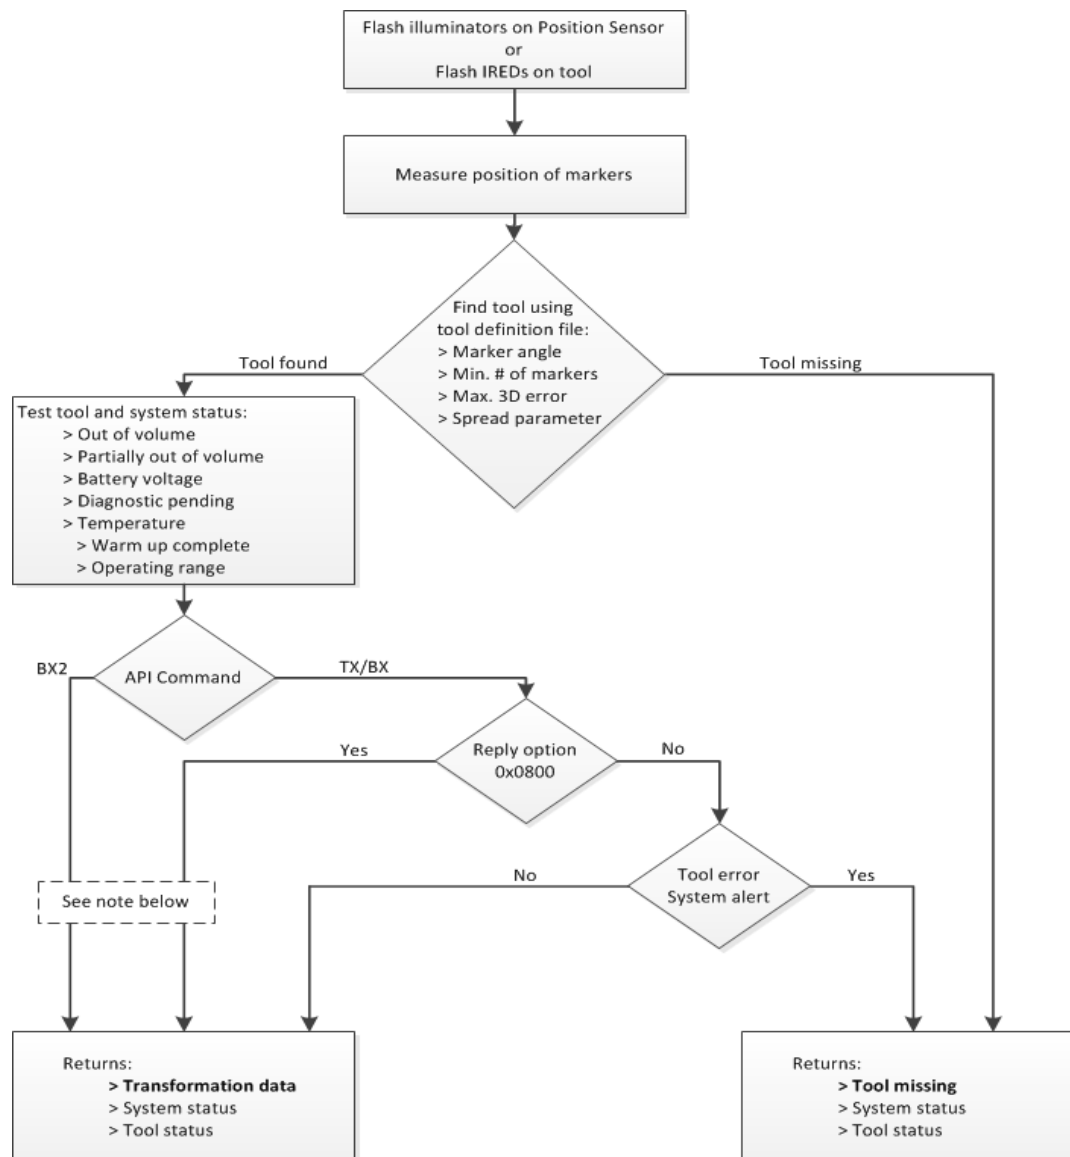 Flash illuminators on Position Sensor
or
Flash IREDs on tool
Measure position of markers
Find tool using
tool definition file:
> Marker angle
> Min. # of markers
> Max. 3D error
> Spread parameter
Tool found
Tool missing
Test tool and system status:
> Out of volume
> Partially out of volume
> Battery voltage
> Diagnostic pending
> Temperature
> Warm up complete
> Operating range
BX2
API Command
TX/BX
Yes
Reply option
0x0800
No
No
Tool error
System alert
Yes
See note below
Returns:
> Transformation data
> System status
> Tool status
Returns:
> Tool missing
> System status
> Tool status